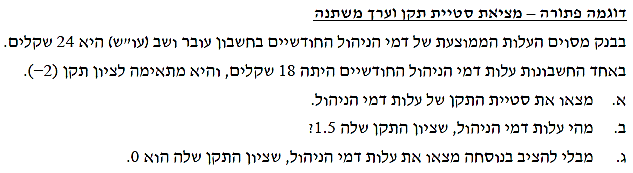 דוגמה פתורה – מציאת סטיית תקן וערך משתנה
בבנק מסוים העלות הממוצעת של דמי הניהול החודשיים בחשבון עובר ושב (עו״ש) היא 24 שקלים.
באחד החשבונות עלות דמי הניהול החודשיים היתה 18 שקלים, והיא מתאימה לציון תקן (−2).
א. מצאו את סטיית התקן של עלות דמי הניהול.
ב. מהי עלות דמי הניהול, שציון התקן שלה 1.5?
ג. מבלי להציב בנוסחה מצאו את עלות דמי הניהול, שציון התקן שלה הוא 0.